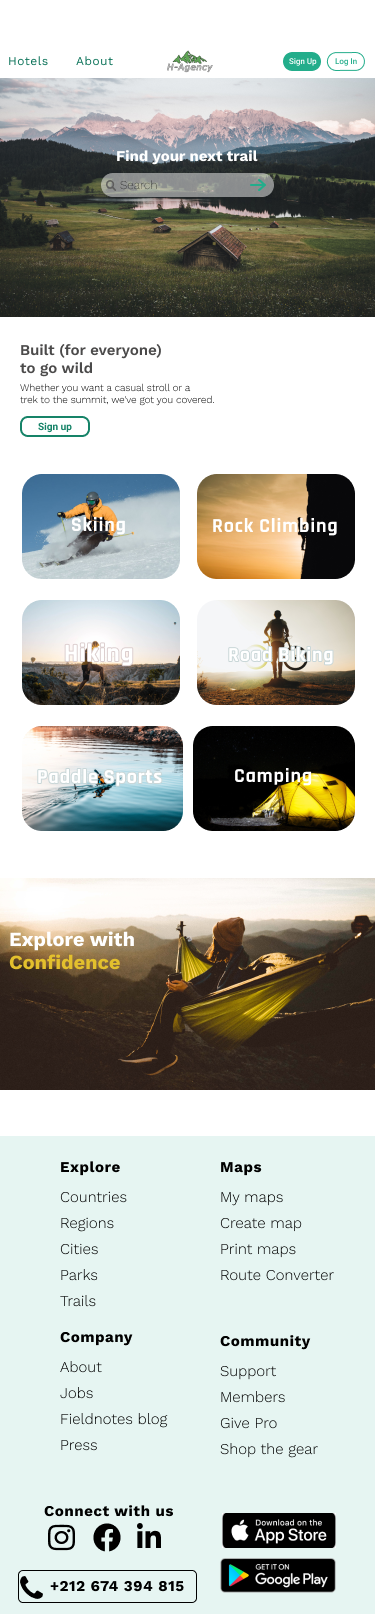 Hotels
About
H-Agency
Sign Up
Log In
Find your next trail
Search
Built (for everyone)
to go wild
Whether you want a casual stroll or a
trek to the summit, we've got you covered.
Sign up
Skiing
Rock Climbing
Hiking
Road Biking
Paddle Sports
Camping
Explore with
Confidence
Explore
Countries
Regions
Cities
Parks
Trails
Maps
My maps
Create map
Print maps
Route Converter
Company
About
Jobs
Fieldnotes blog
Press
Community
Support
Members
Give Pro
Shop the gear
Connect with us
+212 674 394 815
Download on the
App Store
GET IT ON
Google Play